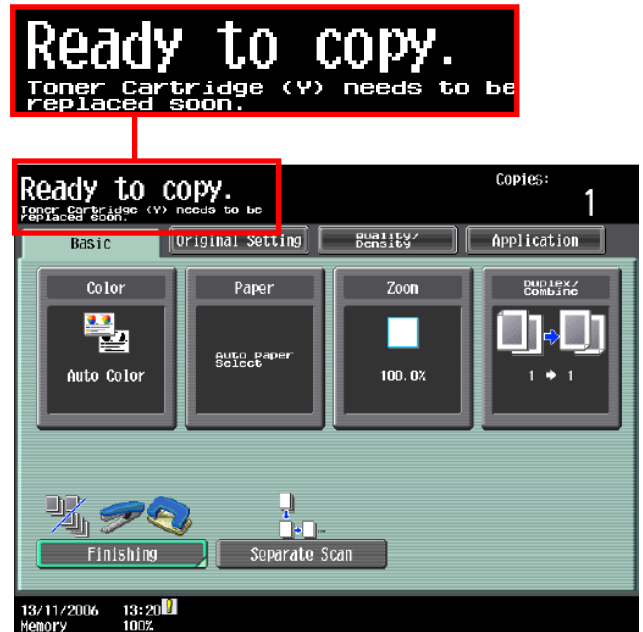 Ready to copy.
Toner Cartridge (Y) needs to be
replaced soon.
Ready to copy.
Toner Cartridge (Y) needs to be
replaced soon.
Copies:
1
Basic
Original Setting
Quality/
Density
Application
Color
Paper
Zoom
Duplex/
Combine
Auto Color
Auto Paper
Select
100.0%
1 → 1
Finishing
Separate Scan
13/11/2006 13:20
Memory 100%